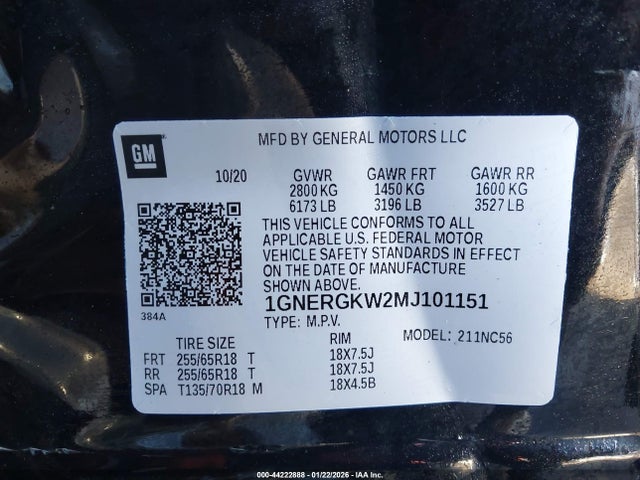 GM
MFD BY GENERAL MOTORS LLC
10/20 GVWR GAWR FRT GAWR RR
2800 KG 1450 KG 1600 KG
6173 LB 3196 LB 3527 LB
THIS VEHICLE CONFORMS TO ALL
APPLICABLE U.S. FEDERAL MOTOR
VEHICLE SAFETY STANDARDS IN EFFECT
ON THE DATE OF MANUFACTURE
SHOWN ABOVE.
384A
1GNERGKW2MJ101151
TYPE: M.P.V.
MODEL: 211NC56
TIRE SIZE RIM
FRT 255/65R18 T 18X7.5J
RR 255/65R18 T 18X7.5J
SPA T135/70R18 M 18X4.5B
000-44222888 - 01/22/2026 - IAA Inc.